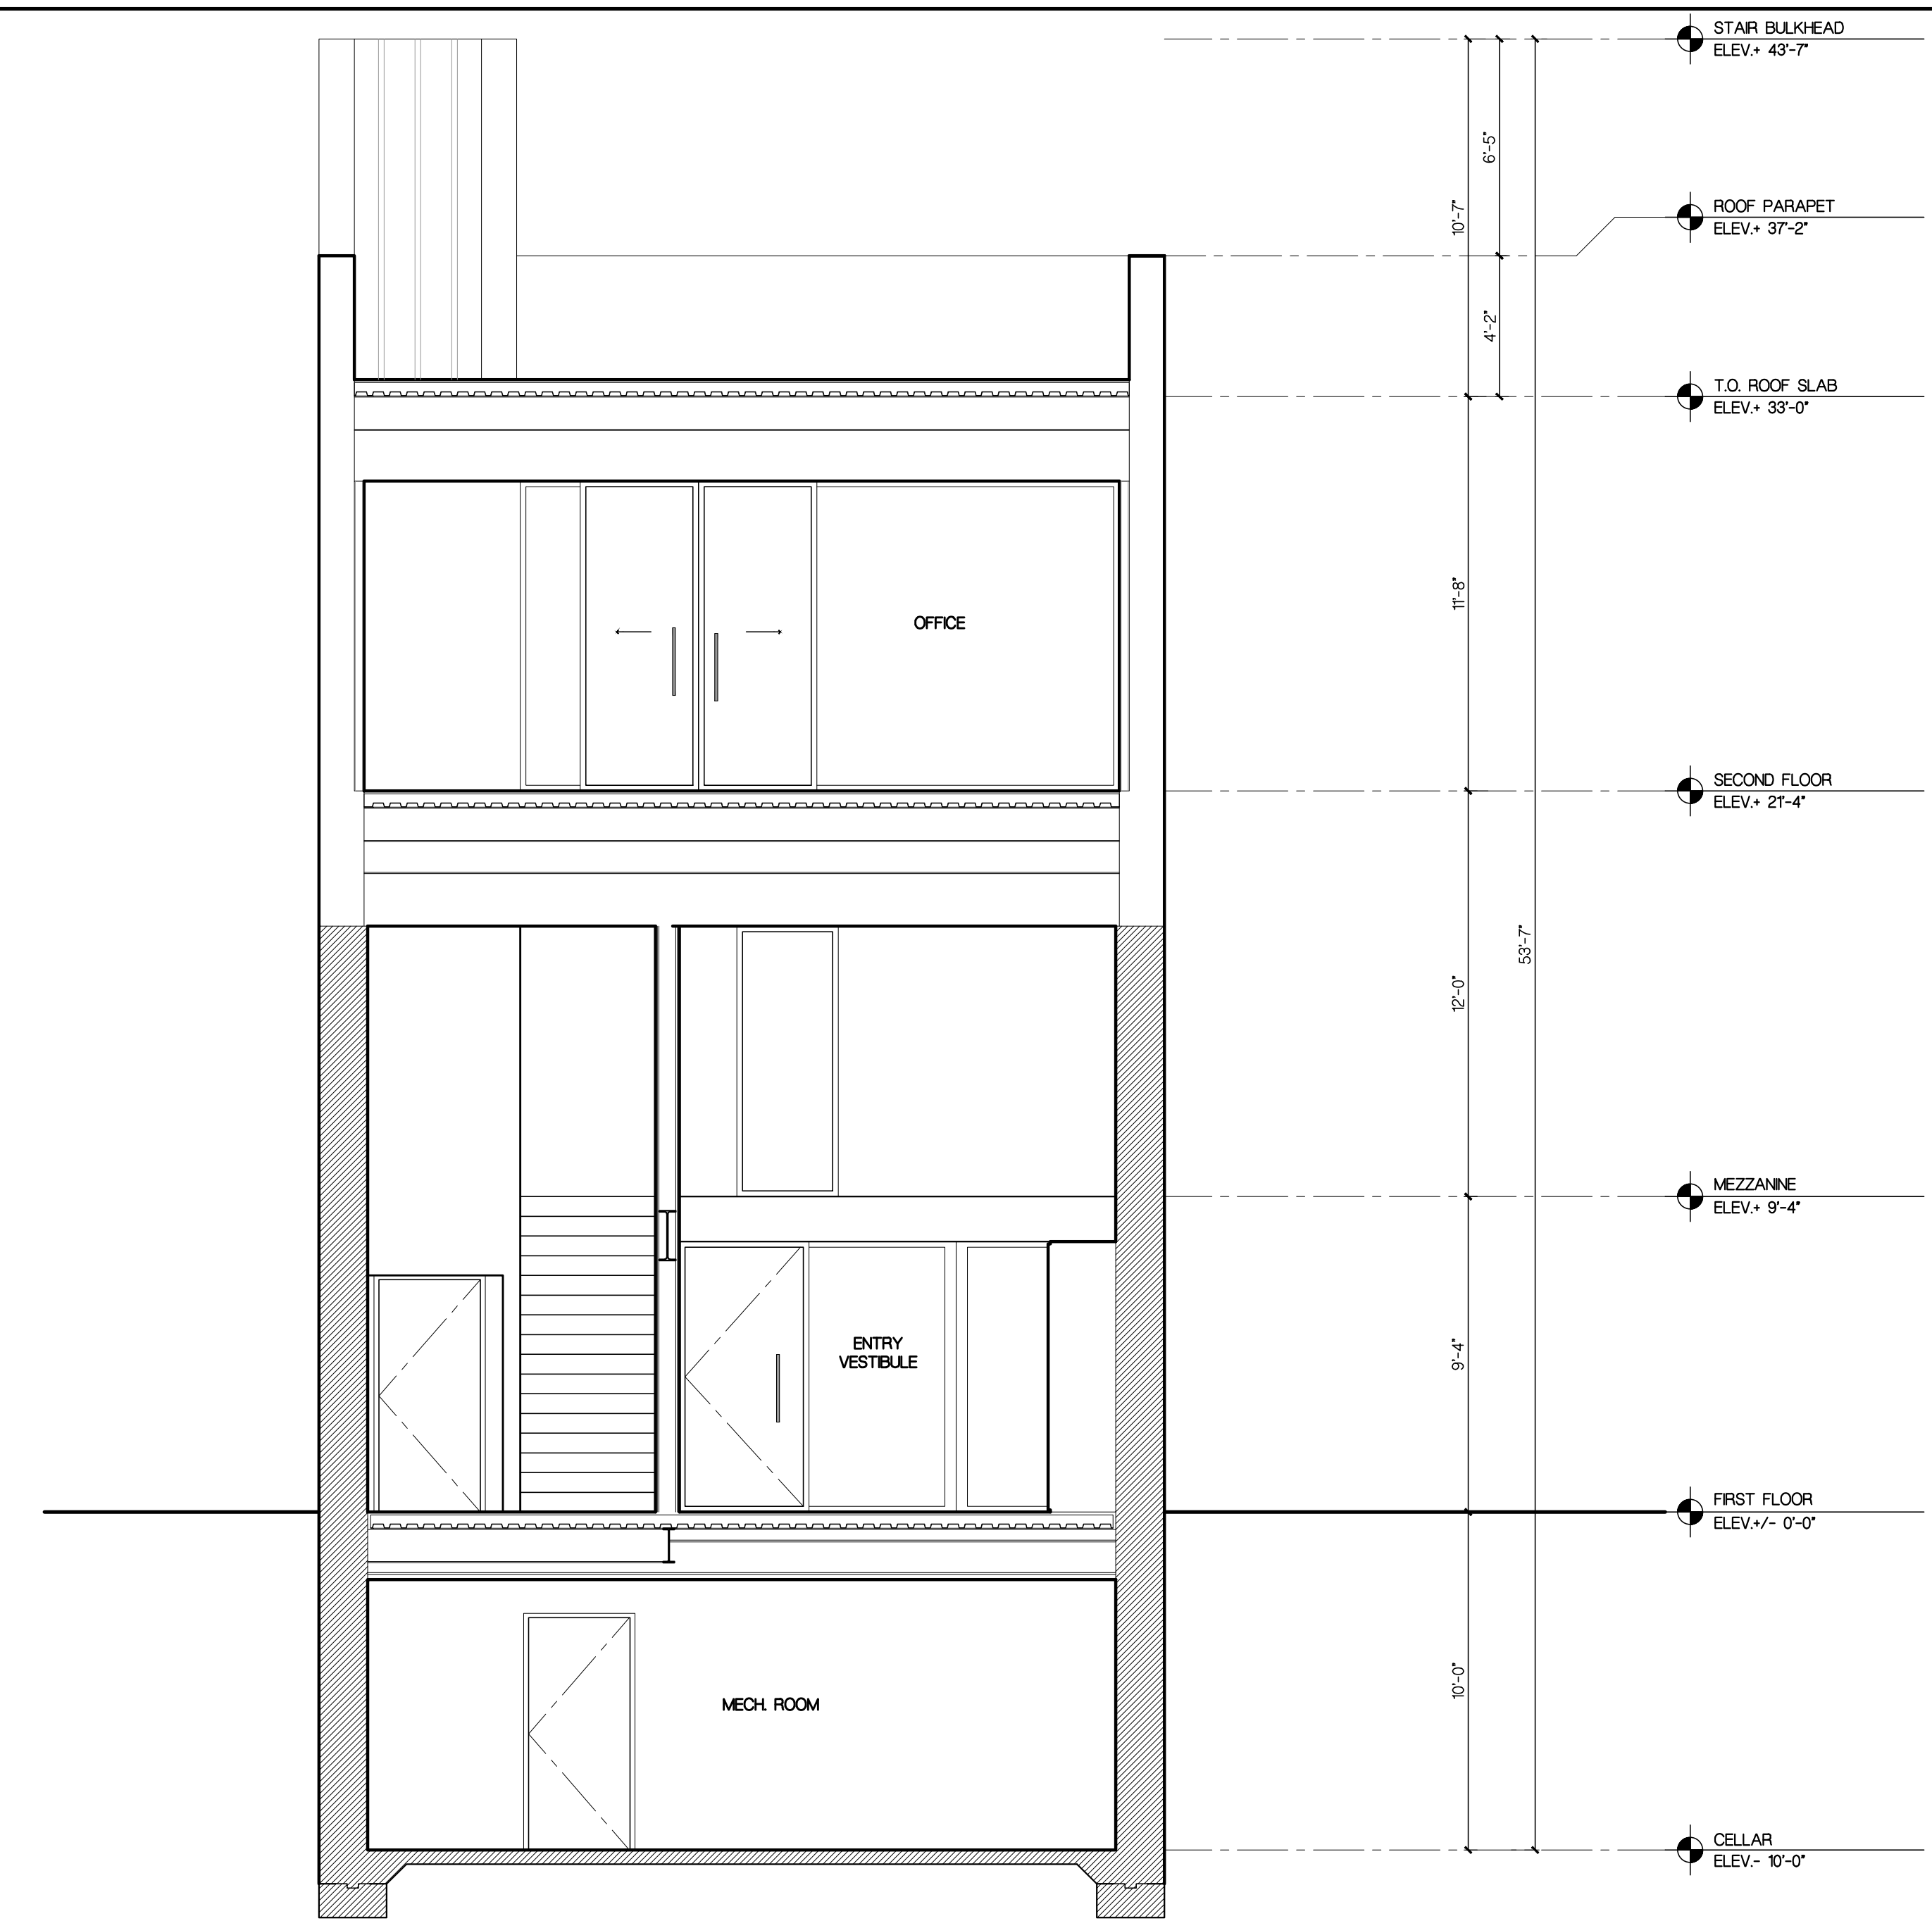 STAIR BULKHEAD
ELEV.+ 43'-7"
6'-5"
10'-7"
ROOF PARAPET
ELEV.+ 37'-2"
4'-2"
T.O. ROOF SLAB
ELEV.+ 33'-0"
11'-8"
OFFICE
SECOND FLOOR
ELEV.+ 21'-4"
53'-7"
12'-0"
MEZZANINE
ELEV.+ 9'-4"
ENTRY
VESTIBULE
9'-4"
FIRST FLOOR
ELEV.+/- 0'-0"
10'-0"
MECH. ROOM
CELLAR
ELEV.- 10'-0"